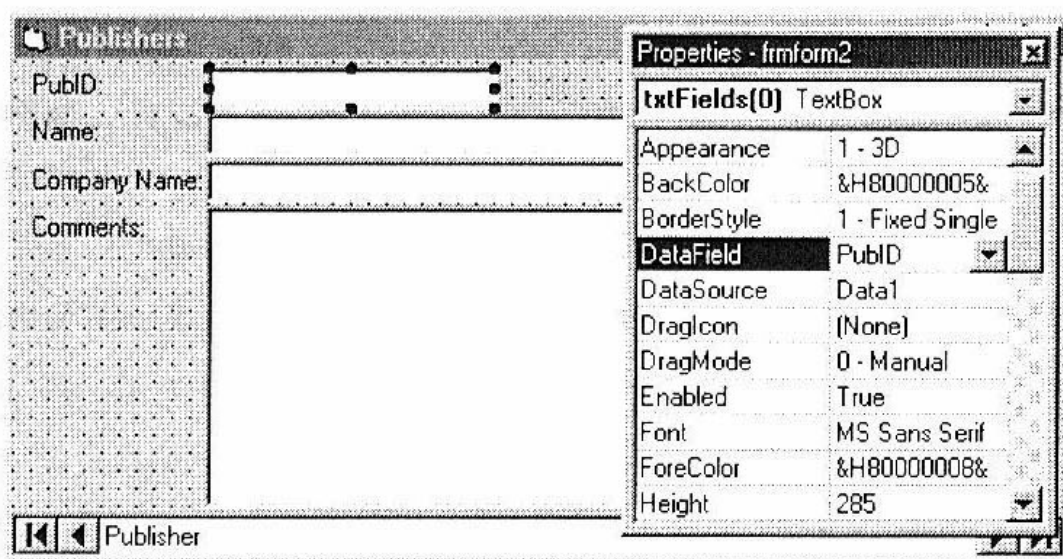 Publishers
PubID:
Name:
Company Name:
Comments:
Publisher
Properties - frmform2
txtFields(0) TextBox
Appearance 1 - 3D
BackColor &H80000005&
BorderStyle 1 - Fixed Single
DataField PubID
DataSource Data1
DragIcon (None)
DragMode 0 - Manual
Enabled True
Font MS Sans Serif
ForeColor &H80000008&
Height 285